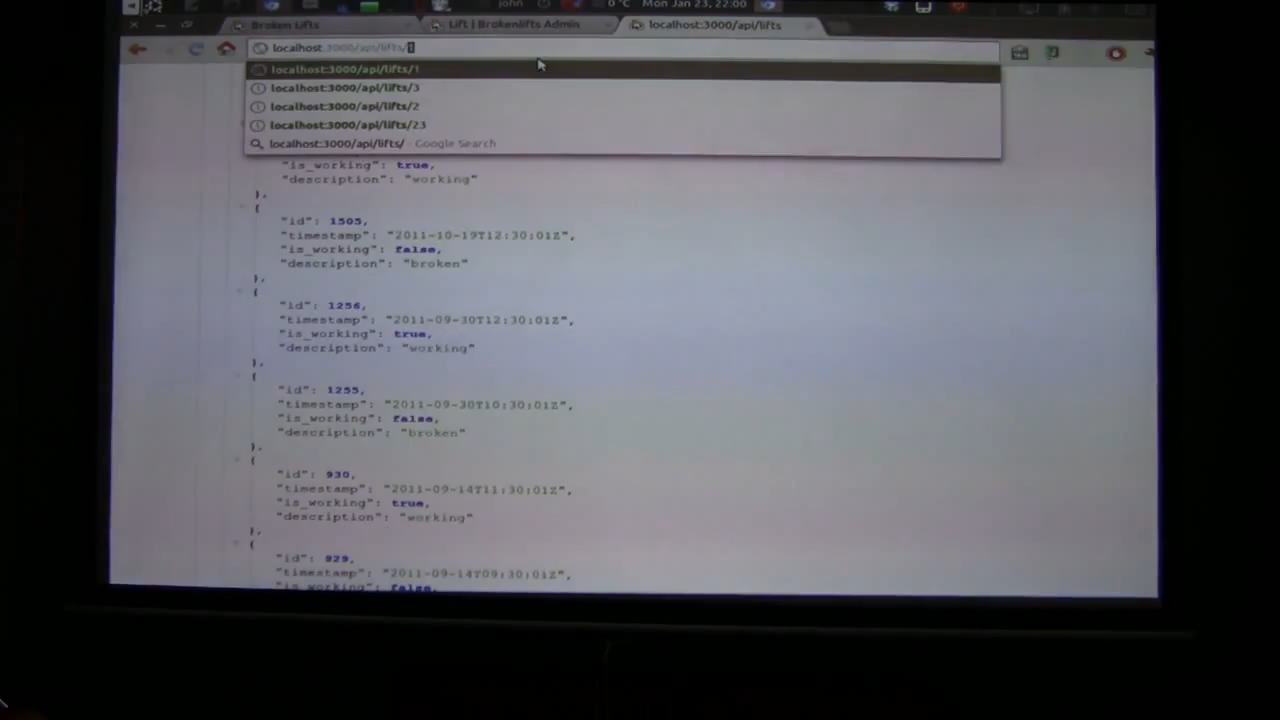 john 0 °C Mon Jan 23, 22:00
Broken Lifts Lift | Brokenlifts Admin localhost:3000/api/lifts
localhost:3000/api/lifts/1
localhost:3000/api/lifts/1
localhost:3000/api/lifts/3
localhost:3000/api/lifts/2
localhost:3000/api/lifts/23
localhost:3000/api/lifts/ - Google Search
"is_working": true,
"description": "working"
},
{
"id": 1505,
"timestamp": "2011-10-19T12:30:01Z",
"is_working": false,
"description": "broken"
},
{
"id": 1256,
"timestamp": "2011-09-30T12:30:01Z",
"is_working": true,
"description": "working"
},
{
"id": 1255,
"timestamp": "2011-09-30T10:30:01Z",
"is_working": false,
"description": "broken"
},
{
"id": 930,
"timestamp": "2011-09-14T11:30:01Z",
"is_working": true,
"description": "working"
},
{
"id": 929,
"timestamp": "2011-09-14T09:30:01Z",
"is_working": false,